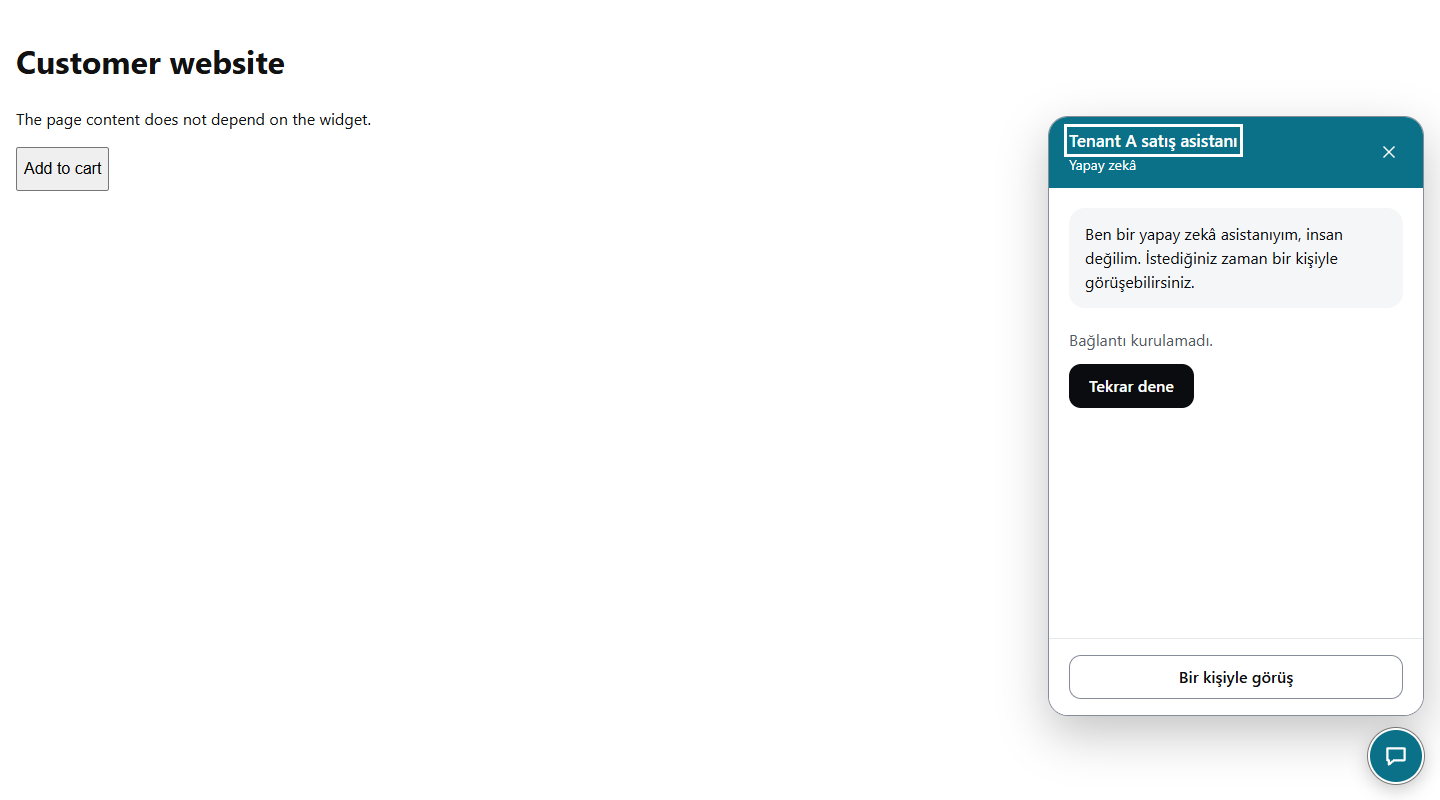 Customer website
The page content does not depend on the widget.
Add to cart
Tenant A satış asistanı
Yapay zekâ
Ben bir yapay zekâ asistanıyım, insan
değilim. İstediğiniz zaman bir kişiyle
görüşebilirsiniz.
Bağlantı kurulamadı.
Tekrar dene
Bir kişiyle görüş